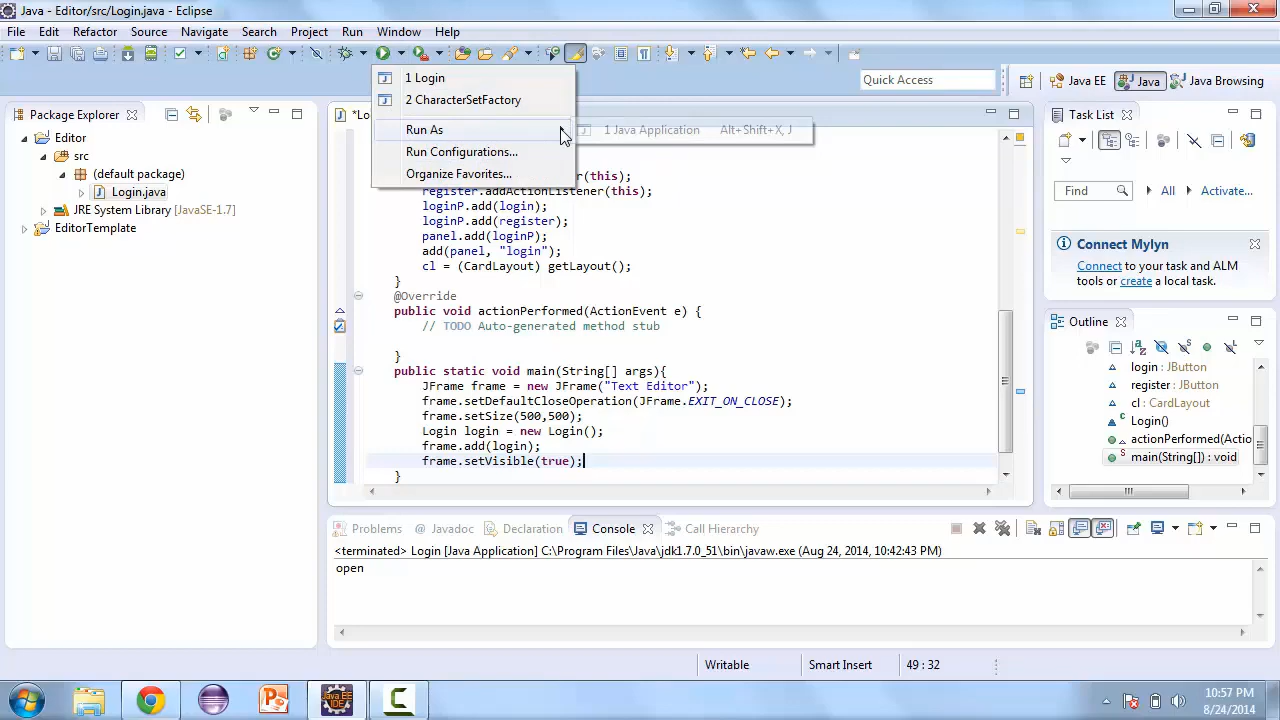 Java - Editor/src/Login.java - Eclipse
File Edit Refactor Source Navigate Search Project Run Window Help
Quick Access
Java EE
Java
Java Browsing
1 Login
2 CharacterSetFactory
Run As
1 Java Application Alt+Shift+X, J
Run Configurations...
Organize Favorites...
Package Explorer
Editor
src
(default package)
Login.java
JRE System Library [JavaSE-1.7]
EditorTemplate
(this);
register.addActionListener(this);
loginP.add(login);
loginP.add(register);
panel.add(loginP);
add(panel, "login");
cl = (CardLayout) getLayout();
}
@Override
public void actionPerformed(ActionEvent e) {
// TODO Auto-generated method stub
}
public static void main(String[] args){
JFrame frame = new JFrame("Text Editor");
frame.setDefaultCloseOperation(JFrame.EXIT_ON_CLOSE);
frame.setSize(500,500);
Login login = new Login();
frame.add(login);
frame.setVisible(true);
}
Task List
Find
All
Activate...
Connect Mylyn
Connect to your task and ALM
tools or create a local task.
Outline
login : JButton
register : JButton
cl : CardLayout
Login()
actionPerformed(Actio
main(String[]) : void
Problems
@ Javadoc
Declaration
Console
Call Hierarchy
<terminated> Login [Java Application] C:\Program Files\Java\jdk1.7.0_51\bin\javaw.exe (Aug 24, 2014, 10:42:43 PM)
open
Writable
Smart Insert
49 : 32
Java EE
IDE
10:57 PM
8/24/2014